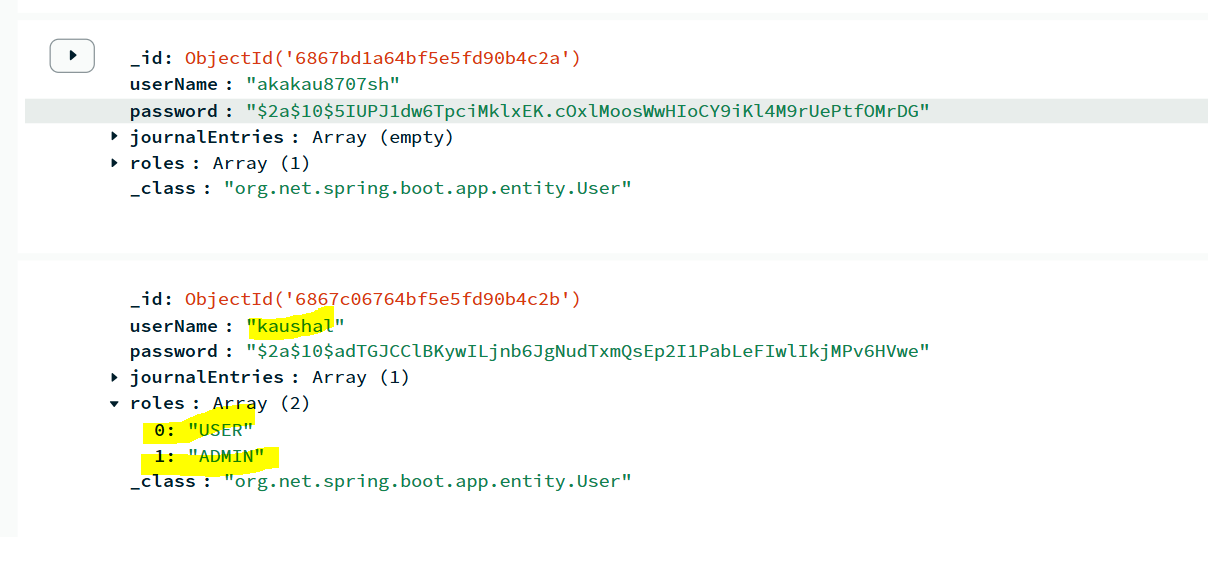 _id: ObjectId('6867bd1a64bf5e5fd90b4c2a')
userName : "akakau8707sh"
password : "$2a$10$5IUPJ1dw6TpciMklxEK.cOxlMoosWwHIoCY9iKl4M9rUePtfOMrDG"
journalEntries : Array (empty)
roles : Array (1)
_class : "org.net.spring.boot.app.entity.User"
_id: ObjectId('6867c06764bf5e5fd90b4c2b')
userName : "kaushal"
password : "$2a$10$adTGJCClBKywILjnb6JgNudTxmQsEp2I1PabLeFIwlIkjMPv6HVwe"
journalEntries : Array (1)
roles : Array (2)
0: "USER"
1: "ADMIN"
_class : "org.net.spring.boot.app.entity.User"